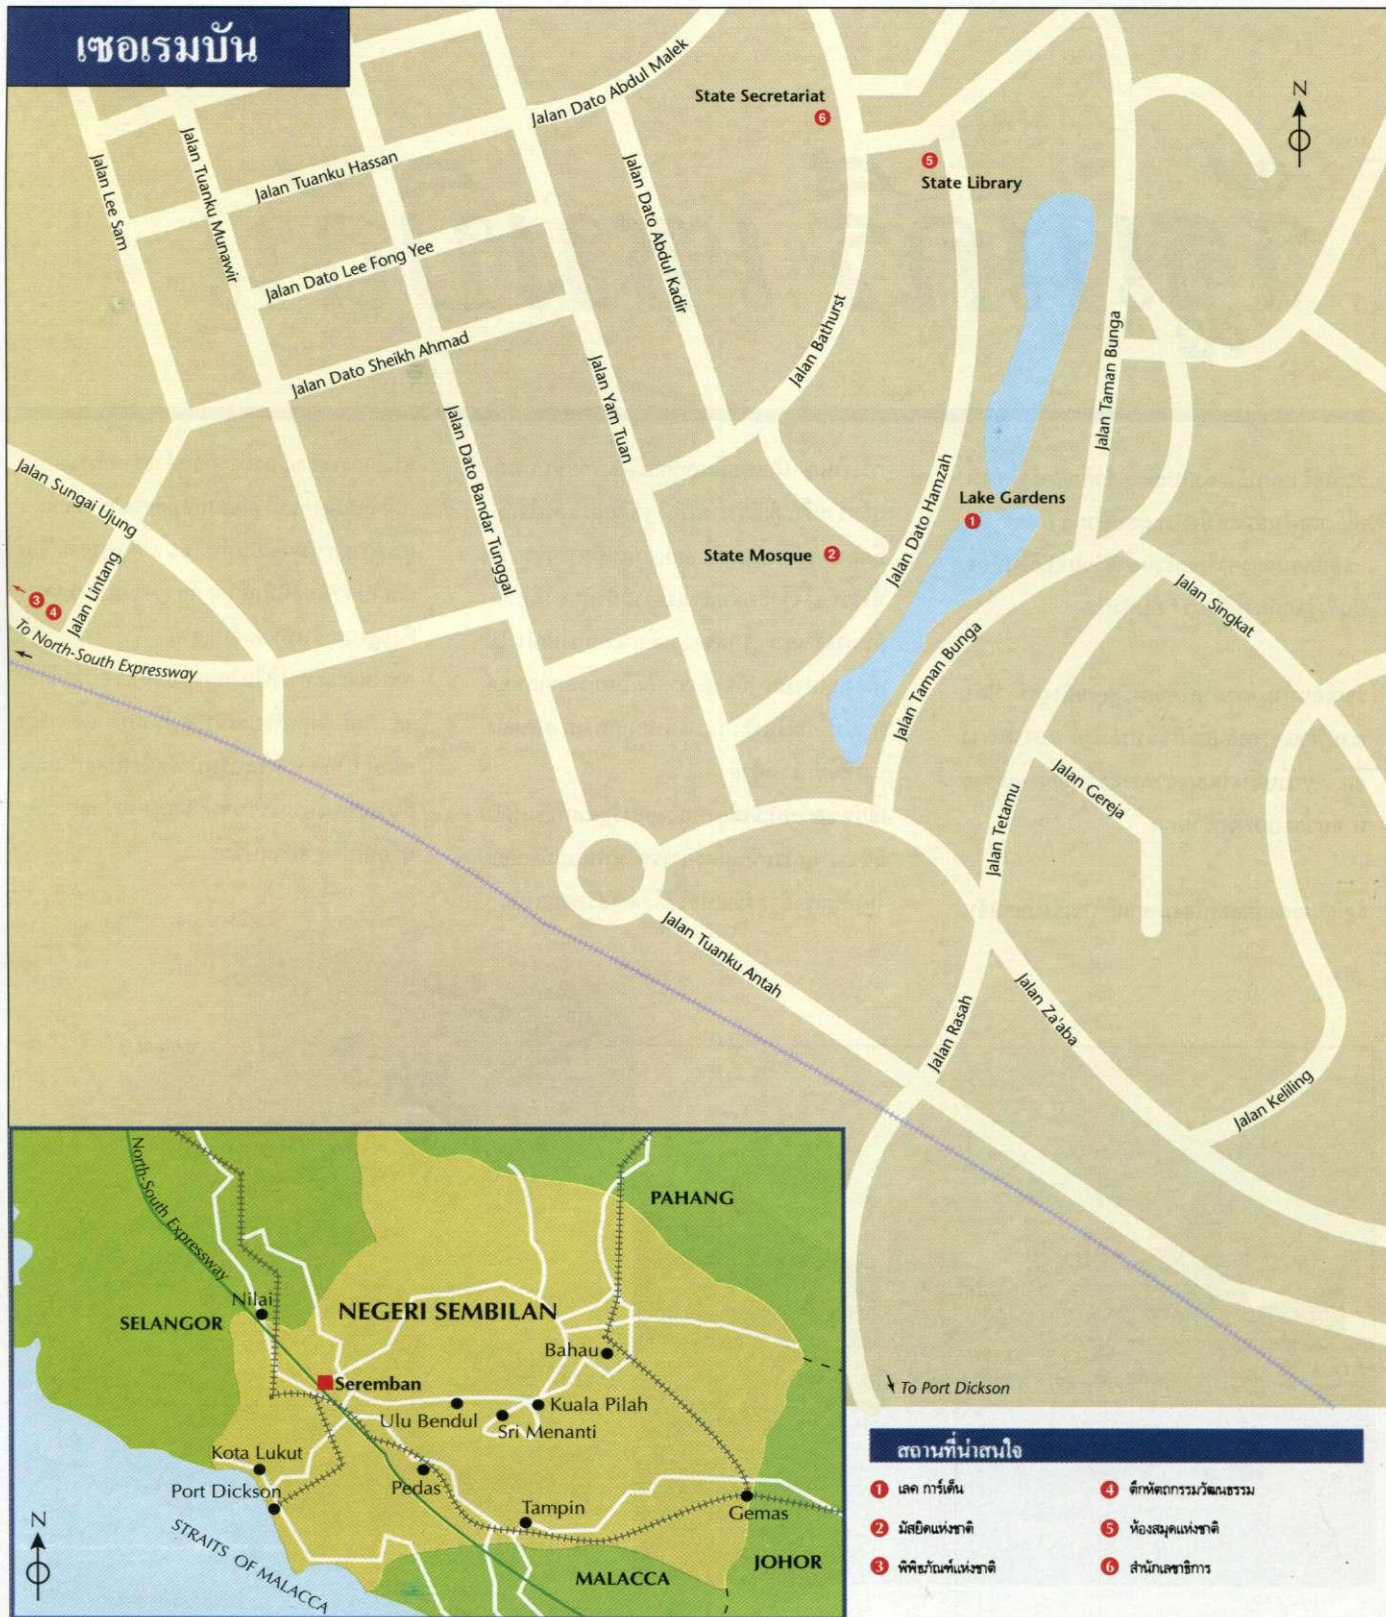 เซอเรมบัน
State Secretariat
6
N
5
State Library
Jalan Dato Abdul Malek
Jalan Tuanku Hassan
Jalan Lee Sam
Jalan Tuanku Munawir
Jalan Dato Lee Fong Yee
Jalan Dato Abdul Kadir
Jalan Dato Sheikh Ahmad
Jalan Bathurst
Jalan Taman Bunga
Jalan Yam Tuan
Jalan Dato Bandar Tunggal
Jalan Sungai Ujung
Jalan Lintang
Jalan Dato Hamzah
Lake Gardens
1
State Mosque 2
3
4
To North-South Expressway
Jalan Singkat
Jalan Taman Bunga
Jalan Gereja
Jalan Tetamu
Jalan Tuanku Antah
Jalan Rasah
Jalan Za'aba
Jalan Keliling
To Port Dickson
North-South Expressway
PAHANG
Nilai
SELANGOR
NEGERI SEMBILAN
Bahau
Seremban
Ulu Bendul
Kuala Pilah
Sri Menanti
Kota Lukut
Port Dickson
Pedas
Tampin
Gemas
N
STRAITS OF MALACCA
MALACCA
JOHOR
สถานที่น่าสนใจ
1 เลค การ์เด็น
2 มัสยิดแห่งชาติ
3 พิพิธภัณฑ์แห่งชาติ
4 ตึกหัตถกรรมวัฒนธรรม
5 ห้องสมุดแห่งชาติ
6 สำนักเลขาธิการ